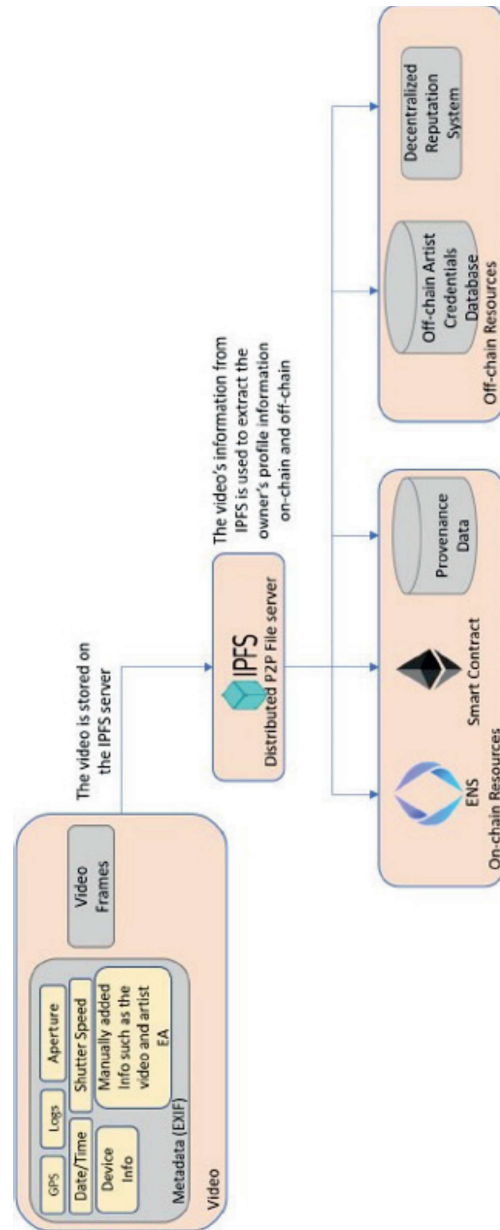 GPS
Logs
Aperture
Date/Time
Shutter Speed
Device
Info
Manually added
Info such as the
video and artist
EA
Metadata (EXIF)
Video
Frames
Video
The video is stored on
the IPFS server
IPFS
Distributed P2P File server
The video's information from
IPFS is used to extract the
owner's profile information
on-chain and off-chain
ENS
Smart Contract
Provenance
Data
On-chain Resources
Off-chain Artist
Credentials
Database
Decentralized
Reputation
System
Off-chain Resources